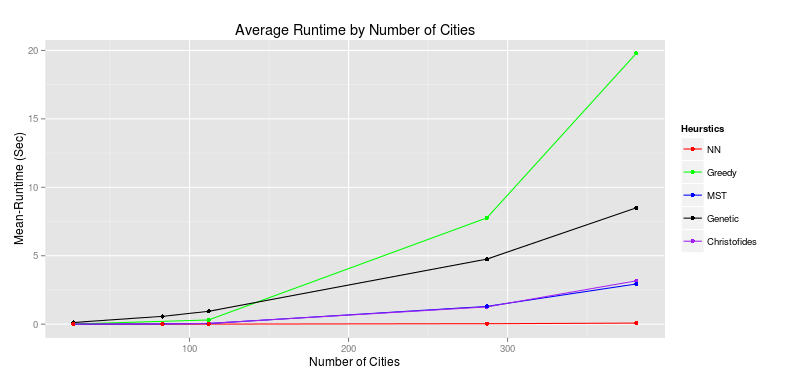 Average Runtime by Number of Cities
Mean-Runtime (Sec)
20
15
10
5
0
100
200
300
Number of Cities
Heurstics
NN
Greedy
MST
Genetic
Christofides